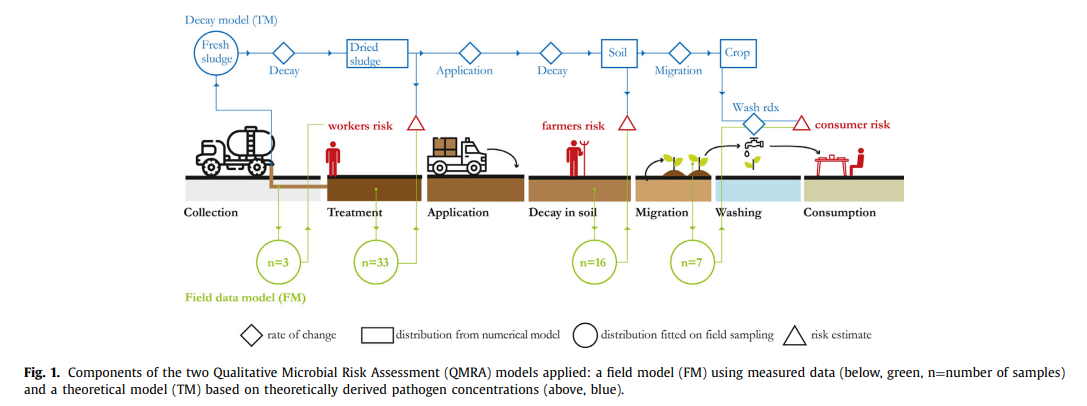 Decay model (TM)
Fresh
sludge
Decay
Dried
sludge
Application
Decay
Soil
Migration
Crop
Wash rdx
workers risk
farmers risk
consumer risk
Collection
Treatment
Application
Decay in soil
Migration
Washing
Consumption
n=3
n=33
n=16
n=7
Field data model (FM)
rate of change
distribution from numerical model
distribution fitted on field sampling
risk estimate
Fig. 1. Components of the two Qualitative Microbial Risk Assessment (QMRA) models applied: a field model (FM) using measured data (below, green, n=number of samples)
and a theoretical model (TM) based on theoretically derived pathogen concentrations (above, blue).